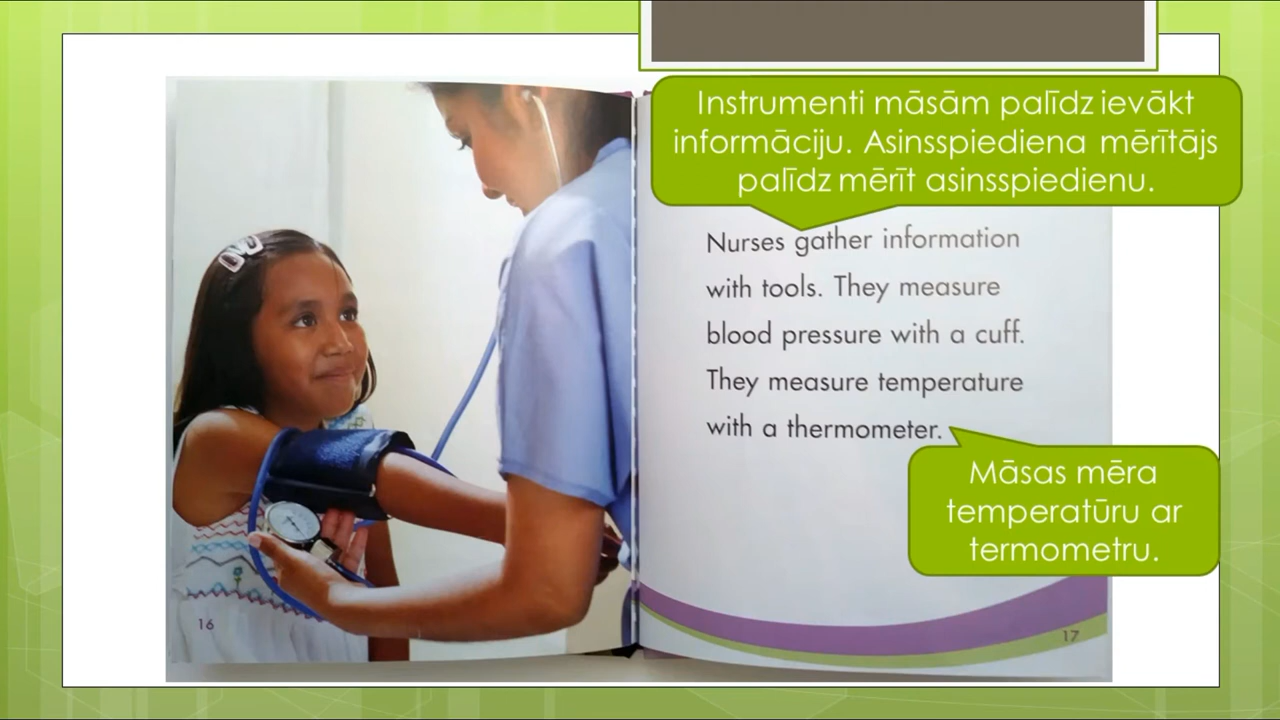 Instrumenti māsām palīdz ievākt
informāciju. Asinsspiediena mērītājs
palīdz mērīt asinsspiedienu.
Nurses gather information
with tools. They measure
blood pressure with a cuff.
They measure temperature
with a thermometer.
Māsas mēra
temperatūru ar
termometru.
16
17